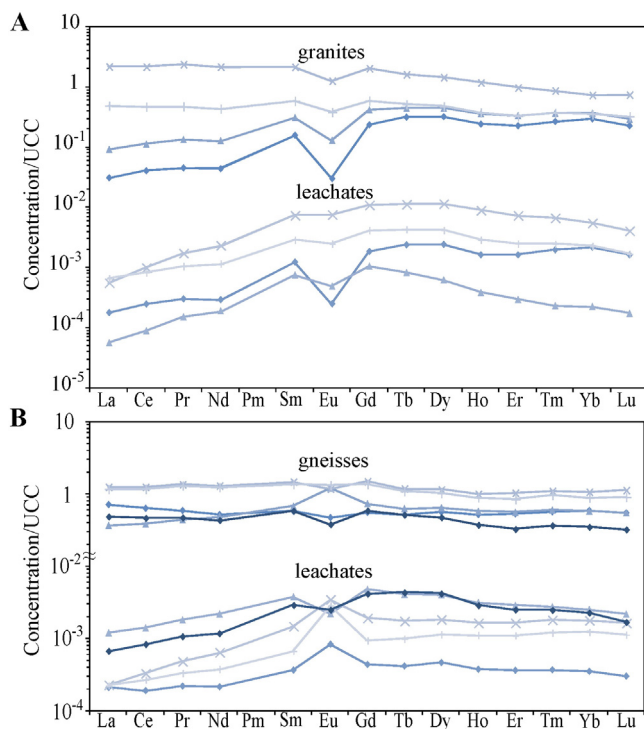 A
10
granites
1
10-1
Concentration/UCC
10-2
leachates
10-3
10-4
10-5
La Ce Pr Nd Pm Sm Eu Gd Tb Dy Ho Er Tm Yb Lu
B
10
gneisses
1
Concentration/UCC
≈ ≈
10-2
leachates
10-3
10-4
La Ce Pr Nd Pm Sm Eu Gd Tb Dy Ho Er Tm Yb Lu